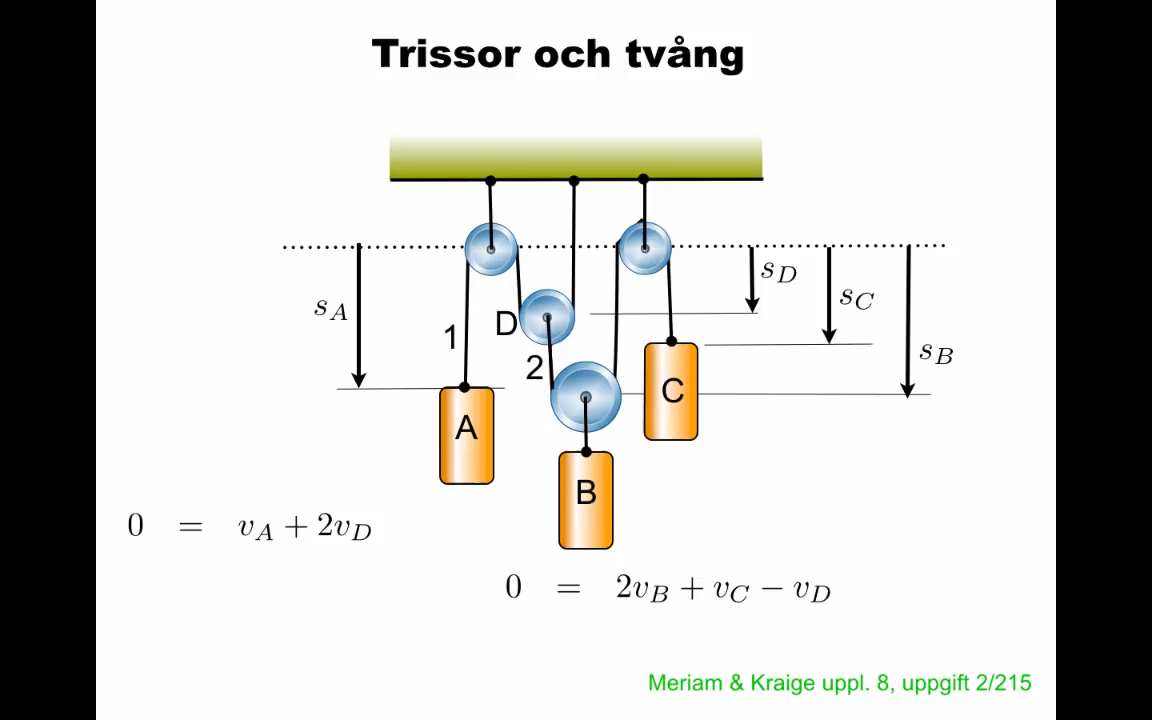 Trissor och tvång
s_D
s_A
s_C
1
D
s_B
2
A
C
B
0 = v_A + 2v_D
0 = 2v_B + v_C − v_D
Meriam & Kraige uppl. 8, uppgift 2/215